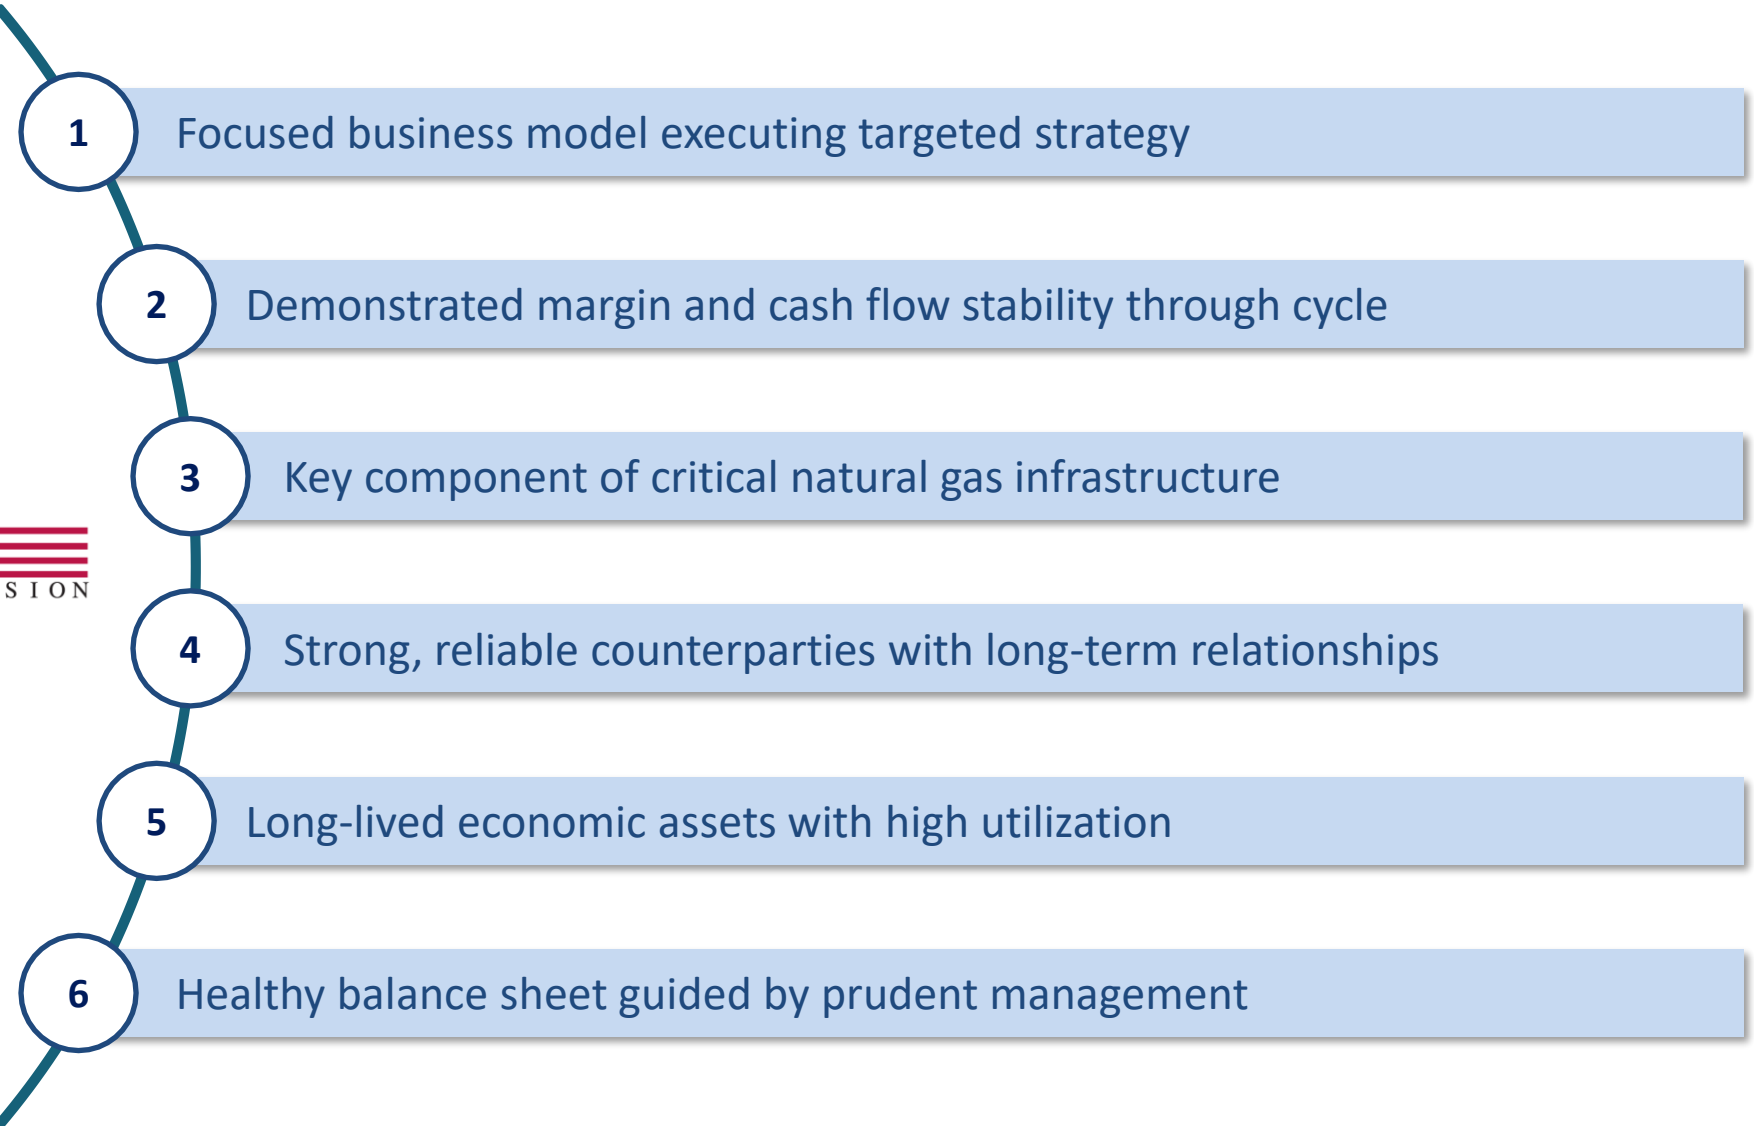 1
Focused business model executing targeted strategy
2
Demonstrated margin and cash flow stability through cycle
3
Key component of critical natural gas infrastructure
SION
4
Strong, reliable counterparties with long-term relationships
5
Long-lived economic assets with high utilization
6
Healthy balance sheet guided by prudent management